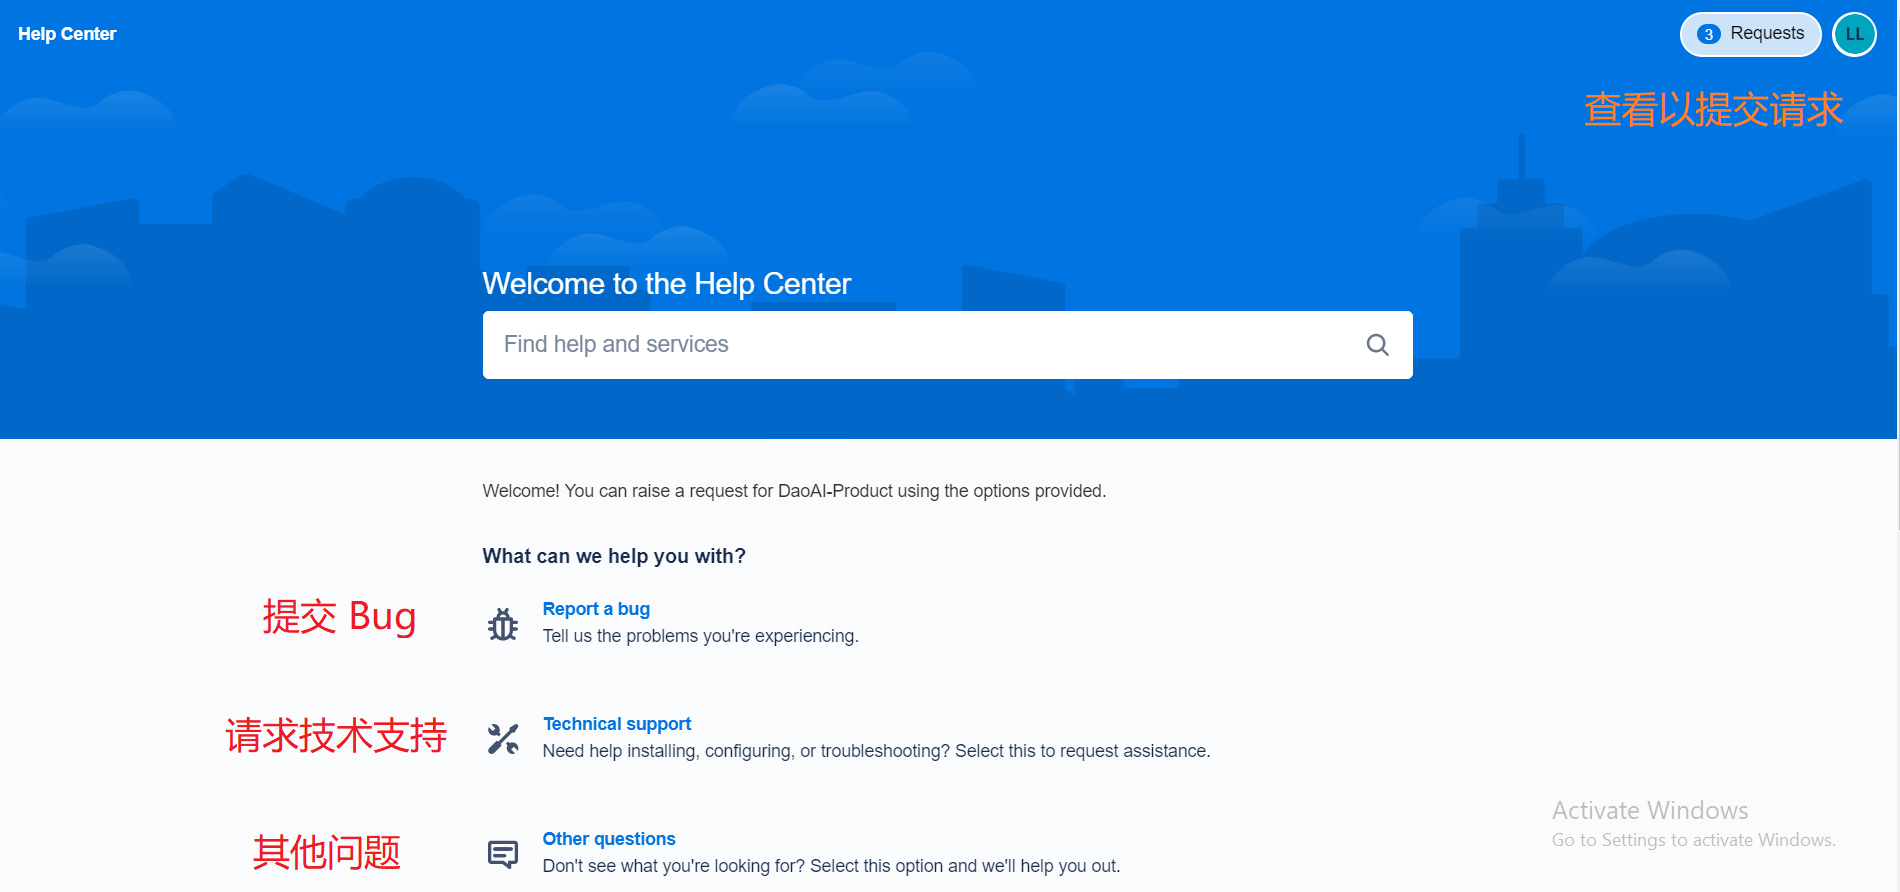 Help Center
3 Requests
LL
查看以提交请求
Welcome to the Help Center
Find help and services
Welcome! You can raise a request for DaoAI-Product using the options provided.
What can we help you with?
提交 Bug
Report a bug
Tell us the problems you're experiencing.
请求技术支持
Technical support
Need help installing, configuring, or troubleshooting? Select this to request assistance.
其他问题
Other questions
Don't see what you're looking for? Select this option and we'll help you out.
Activate Windows
Go to Settings to activate Windows.